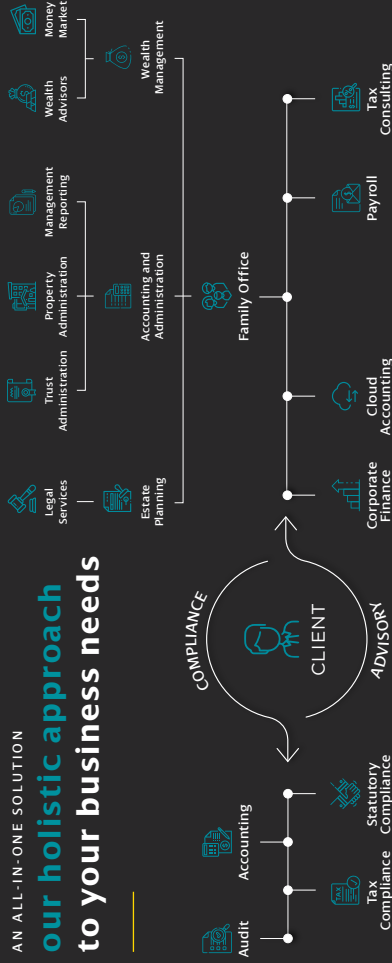 AN ALL-IN-ONE SOLUTION
our holistic approach
to your business needs
Legal
Services
Trust
Administration
Property
Administration
Management
Reporting
Wealth
Advisors
Money
Market
Estate
Planning
Accounting and
Administration
Wealth
Management
Family Office
Audit
Accounting
TAX
Tax
Compliance
Statutory
Compliance
COMPLIANCE
CLIENT
ADVISORY
Corporate
Finance
Cloud
Accounting
Payroll
Tax
Consulting